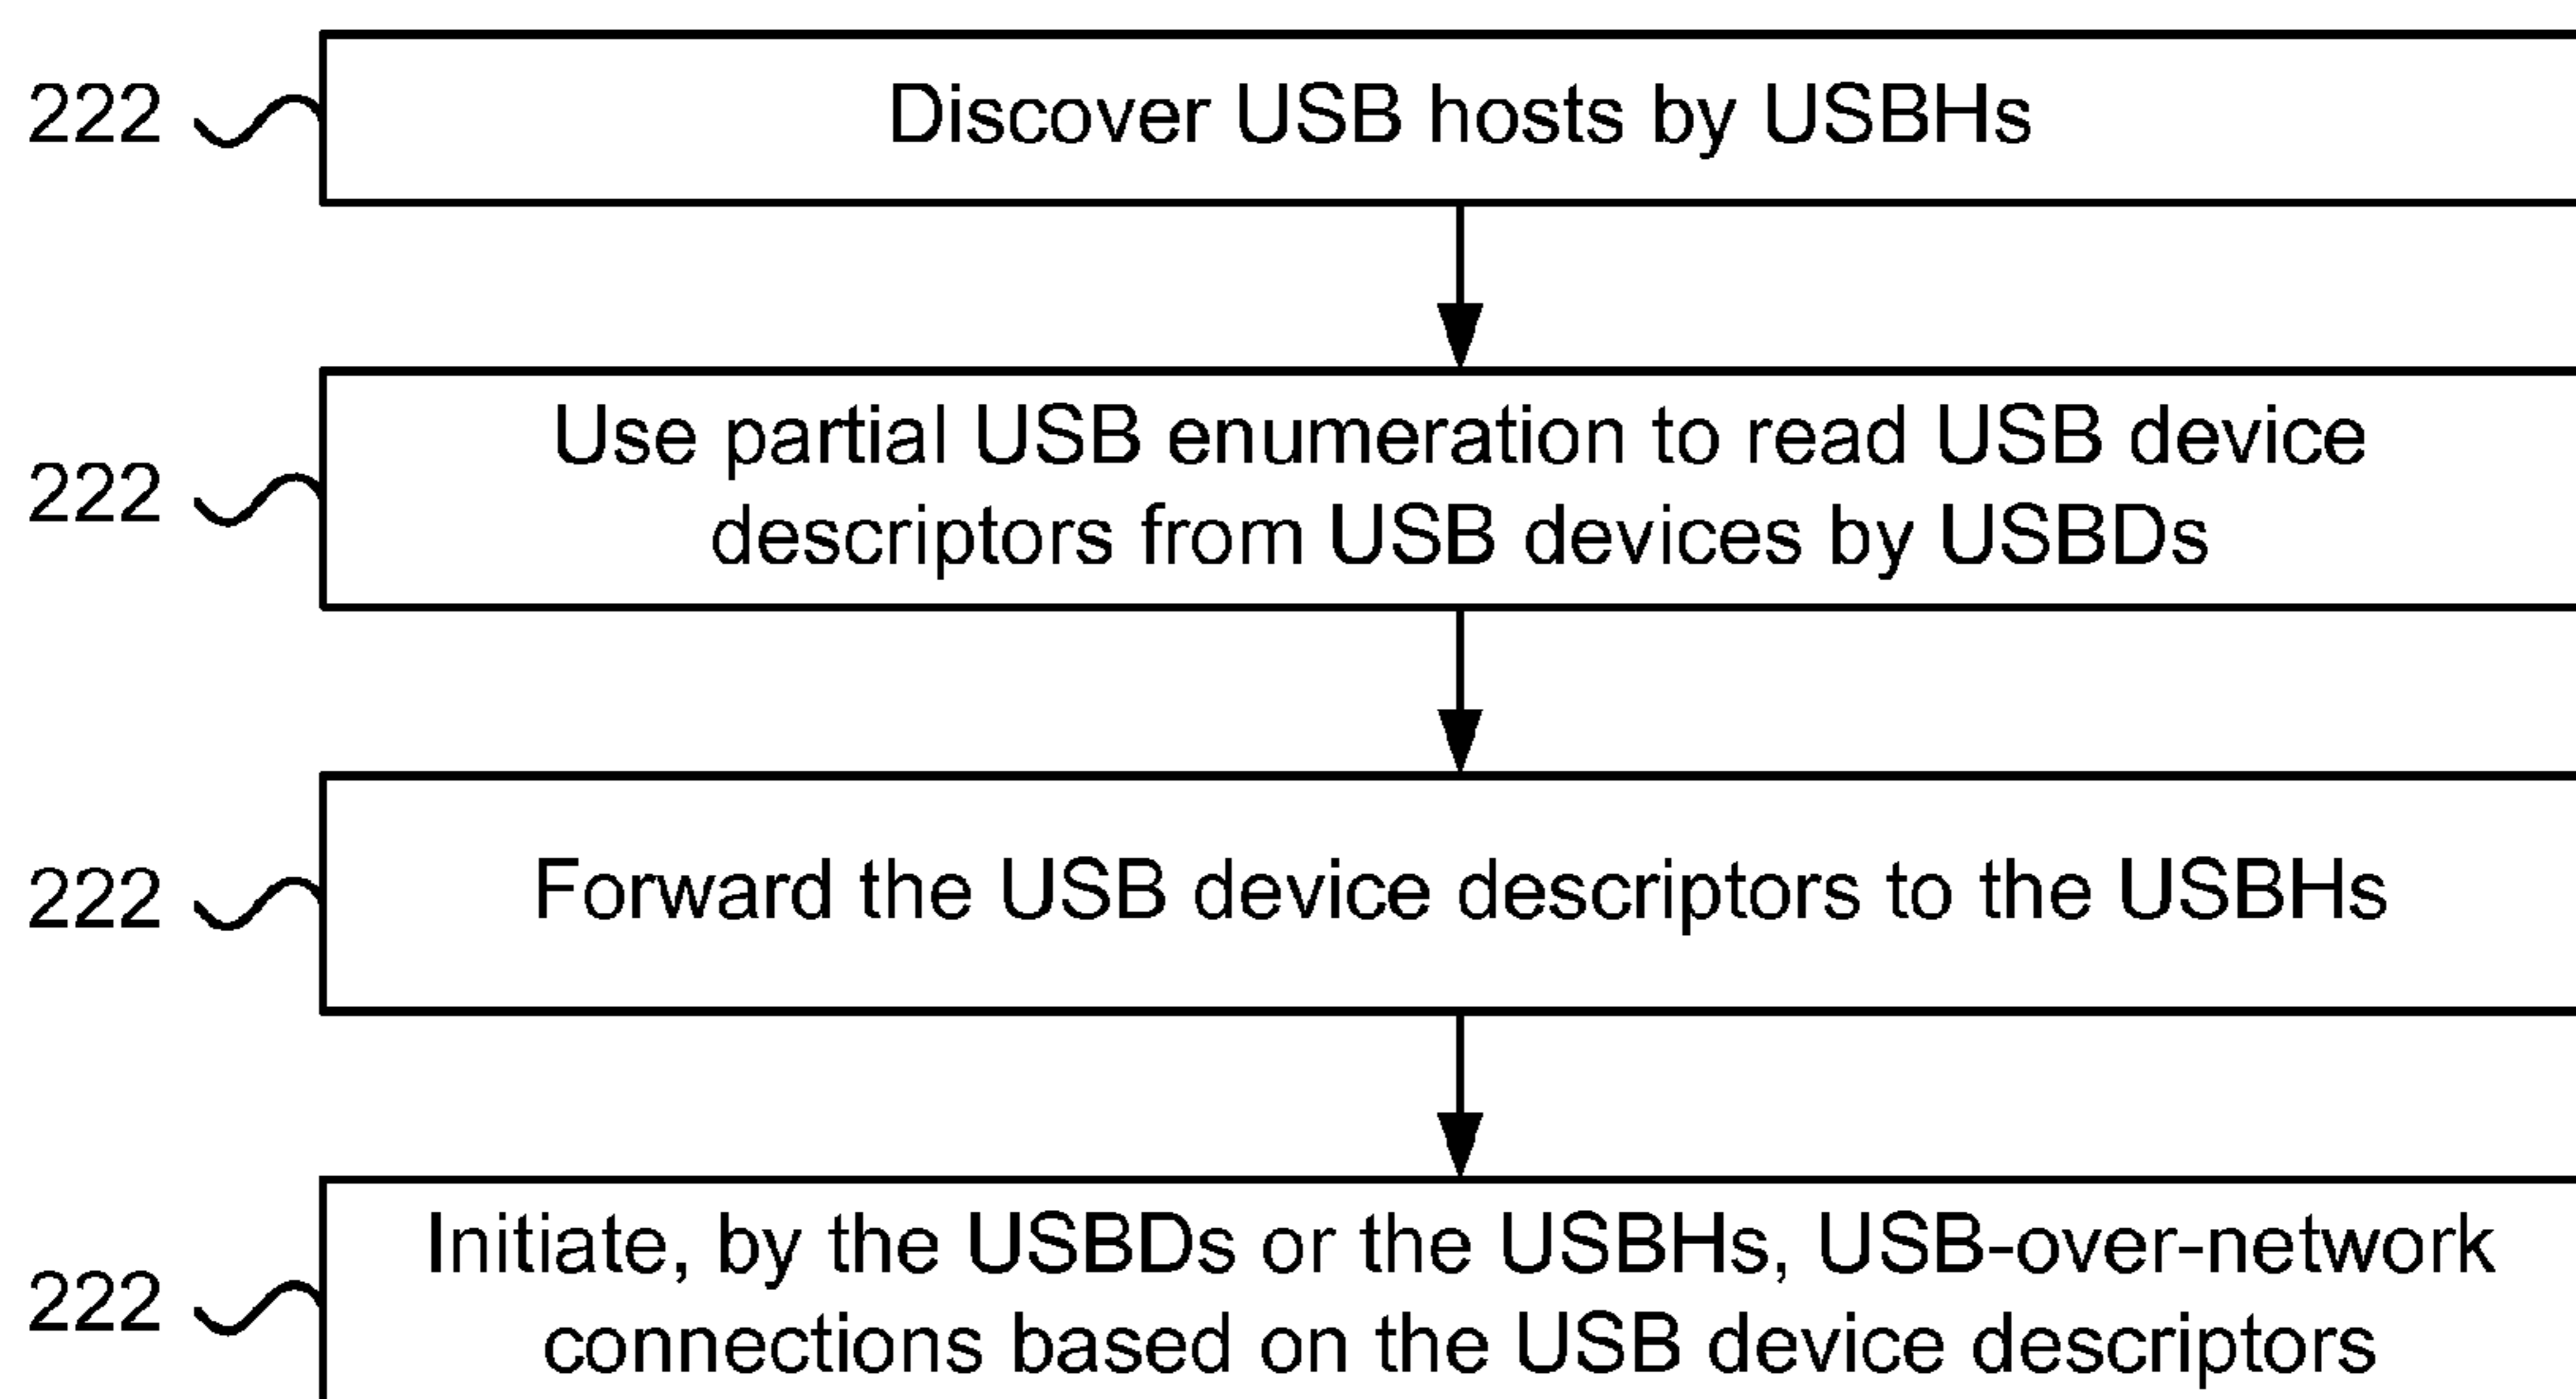 222
Discover USB hosts by USBHs
222
Use partial USB enumeration to read USB device
descriptors from USB devices by USBDs
222
Forward the USB device descriptors to the USBHs
222
Initiate, by the USBDs or the USBHs, USB-over-network
connections based on the USB device descriptors